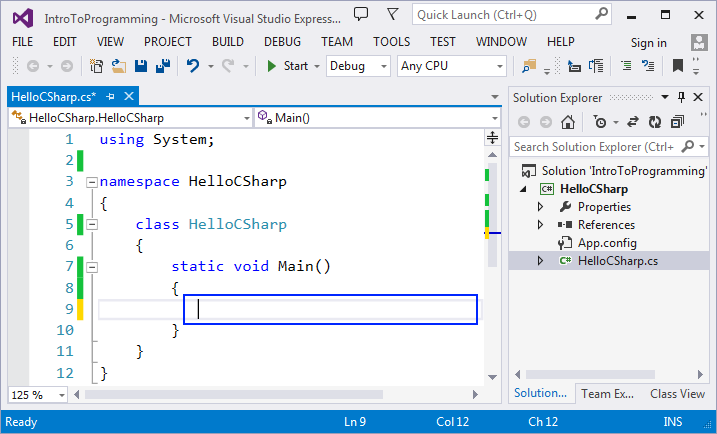 IntroToProgramming - Microsoft Visual Studio Express...
Quick Launch (Ctrl+Q)
FILE EDIT VIEW PROJECT BUILD DEBUG TEAM TOOLS TEST WINDOW HELP Sign in
Start Debug Any CPU
HelloCSharp.cs*
HelloCSharp.HelloCSharp Main()
1 using System;
2
3 namespace HelloCSharp
4 {
5 class HelloCSharp
6 {
7 static void Main()
8 {
9
10 }
11 }
12 }
125 %
Solution Explorer
Search Solution Explorer (Ctrl+
Solution 'IntroToProgramming'
C# HelloCSharp
Properties
References
App.config
C# HelloCSharp.cs
Solution... Team Ex... Class View
Ready Ln 9 Col 12 Ch 12 INS